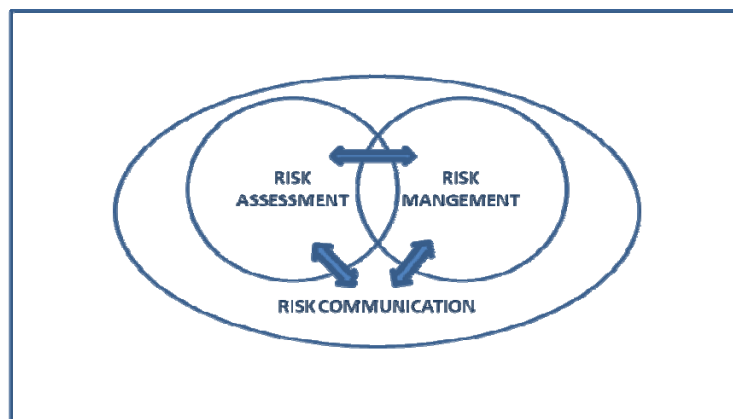 RISK
ASSESSMENT
RISK
MANGEMENT
RISK COMMUNICATION